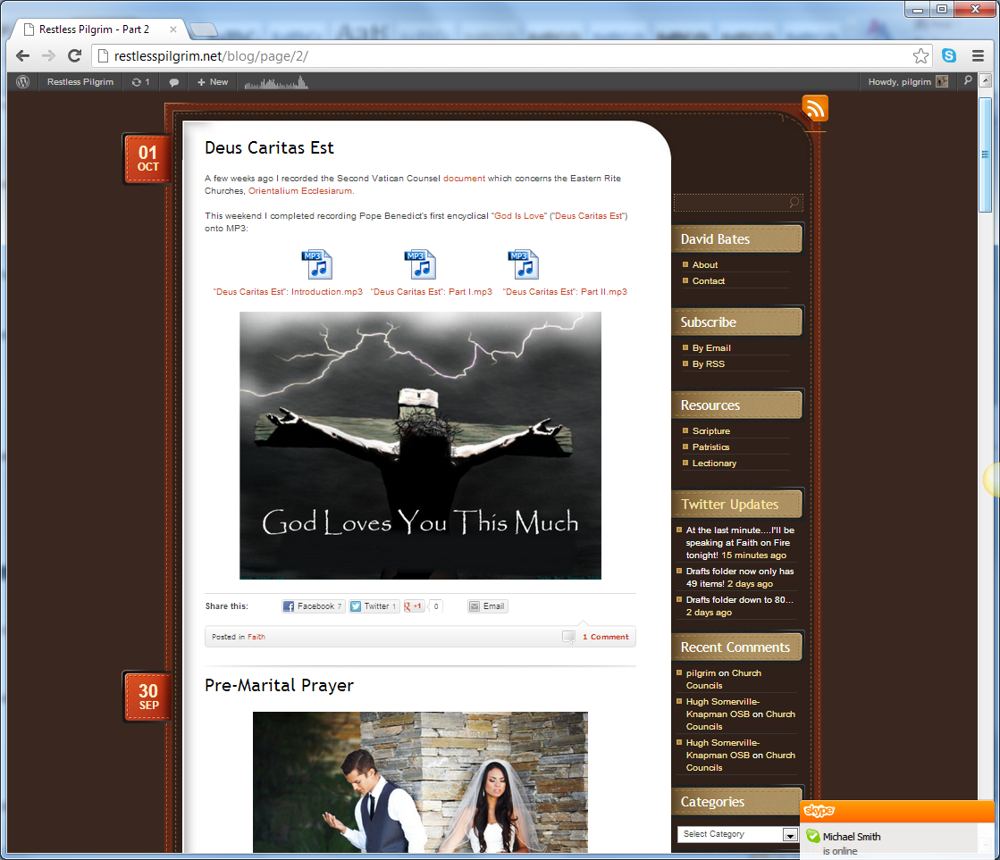 Restless Pilgrim - Part 2
restlesspilgrim.net/blog/page/2/
Restless Pilgrim
1
+ New
Howdy, pilgrim
01
OCT
Deus Caritas Est
A few weeks ago I recorded the Second Vatican Counsel document which concerns the Eastern Rite
Churches, Orientalium Ecclesiarum.
This weekend I completed recording Pope Benedict's first encyclical "God Is Love" ("Deus Caritas Est")
onto MP3:
MP3
MP3
MP3
"Deus Caritas Est": Introduction.mp3
"Deus Caritas Est": Part I.mp3
"Deus Caritas Est": Part II.mp3
God Loves You This Much
Share this:
Facebook 7
Twitter 1
g +1
0
Email
Posted in Faith
1 Comment
30
SEP
Pre-Marital Prayer
David Bates
About
Contact
Subscribe
By Email
By RSS
Resources
Scripture
Patristics
Lectionary
Twitter Updates
At the last minute....I'll be
speaking at Faith on Fire
tonight! 15 minutes ago
Drafts folder now only has
49 items! 2 days ago
Drafts folder down to 80...
2 days ago
Recent Comments
pilgrim on Church
Councils
Hugh Somerville-
Knapman OSB on Church
Councils
Hugh Somerville-
Knapman OSB on Church
Councils
Categories
Select Category
skype
Michael Smith
is online